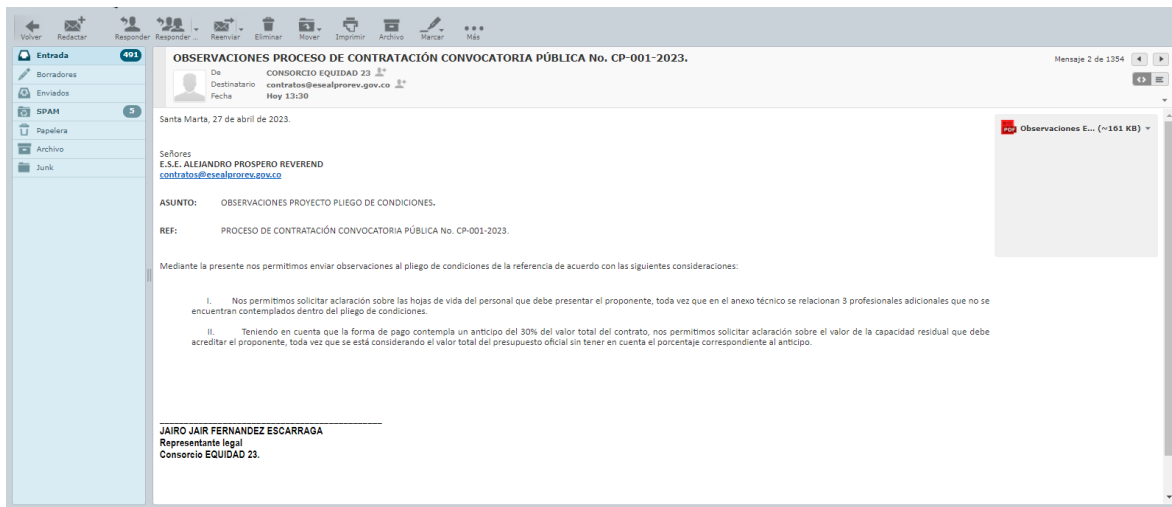 Volver Redactar Responder Responder ... Reenviar Eliminar Mover Imprimir Archivo Marcar Más
Entrada 491
Borradores
Enviados
SPAM 5
Papelera
Archivo
Junk
OBSERVACIONES PROCESO DE CONTRATACIÓN CONVOCATORIA PÚBLICA No. CP-001-2023.
Mensaje 2 de 1354
De CONSORCIO EQUIDAD 23
Destinatario contratos@esealprorev.gov.co
Fecha Hoy 13:30
Santa Marta, 27 de abril de 2023.
PDF Observaciones E... (~161 KB)
Señores
E.S.E. ALEJANDRO PROSPERO REVEREND
contratos@esealprorev.gov.co
ASUNTO: OBSERVACIONES PROYECTO PLIEGO DE CONDICIONES.
REF: PROCESO DE CONTRATACIÓN CONVOCATORIA PÚBLICA No. CP-001-2023.
Mediante la presente nos permitimos enviar observaciones al pliego de condiciones de la referencia de acuerdo con las siguientes consideraciones:
I. Nos permitimos solicitar aclaración sobre las hojas de vida del personal que debe presentar el proponente, toda vez que en el anexo técnico se relacionan 3 profesionales adicionales que no se
encuentran contemplados dentro del pliego de condiciones.
II. Teniendo en cuenta que la forma de pago contempla un anticipo del 30% del valor total del contrato, nos permitimos solicitar aclaración sobre el valor de la capacidad residual que debe
acreditar el proponente, toda vez que se está considerando el valor total del presupuesto oficial sin tener en cuenta el porcentaje correspondiente al anticipo.
JAIRO JAIR FERNANDEZ ESCARRAGA
Representante legal
Consorcio EQUIDAD 23.